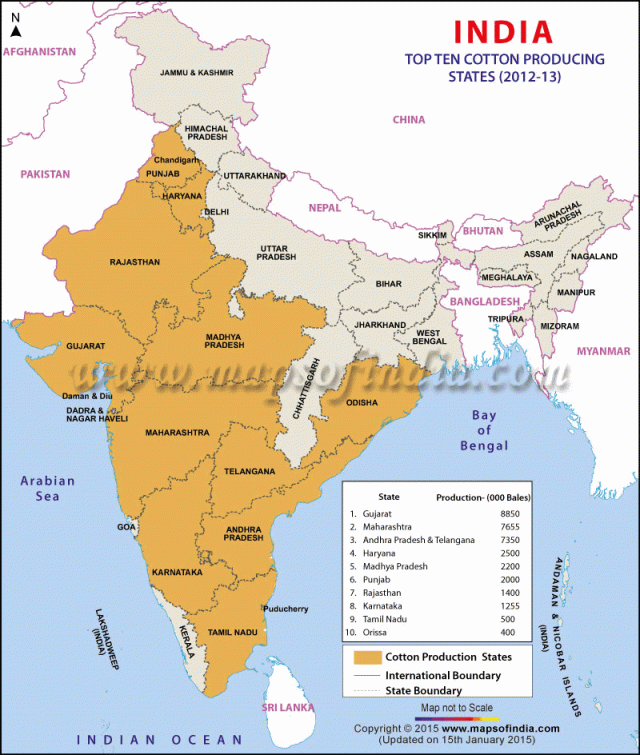 INDIA
TOP TEN COTTON PRODUCING
STATES (2012-13)
N
AFGHANISTAN
JAMMU & KASHMIR
CHINA
HIMACHAL
PRADESH
Chandigarh
PUNJAB
PAKISTAN
UTTARAKHAND
HARYANA
DELHI
NEPAL
ARUNACHAL
PRADESH
SIKKIM
BHUTAN
UTTAR
PRADESH
ASSAM
NAGALAND
RAJASTHAN
BIHAR
MEGHALAYA
MANIPUR
BANGLADESH
TRIPURA
MIZORAM
JHARKHAND
WEST
BENGAL
MADHYA
PRADESH
GUJARAT
MYANMAR
www.mapsofindia.com
CHHATTISGARH
Daman & Diu
DADRA &
NAGAR HAVELI
ODISHA
Bay
of
Bengal
MAHARASHTRA
TELANGANA
Arabian
Sea
GOA
ANDHRA
PRADESH
KARNATAKA
Puducherry
TAMIL NADU
KERALA
LAKSHADWEEP
(INDIA)
ANDAMAN & NICOBAR ISLANDS
(INDIA)
SRI LANKA
INDIAN OCEAN
State Production- (000 Bales)
1. Gujarat 8850
2. Maharashtra 7655
3. Andhra Pradesh & Telangana 7350
4. Haryana 2500
5. Madhya Pradesh 2200
6. Punjab 2000
7. Rajasthan 1400
8. Karnataka 1255
9. Tamil Nadu 500
10. Orissa 400
Cotton Production States
International Boundary
State Boundary
Map not to Scale
Copyright © 2015 www.mapsofindia.com
(Updated on 15th January 2015)